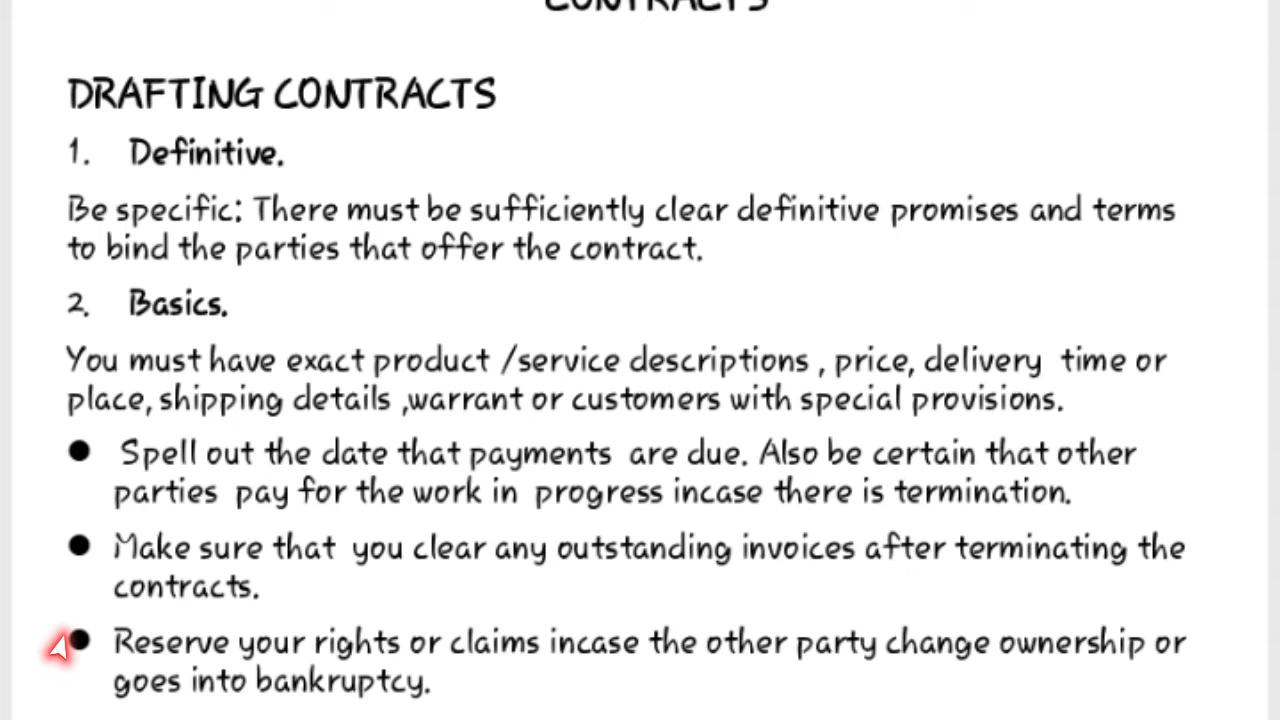 CONTRACTS
DRAFTING CONTRACTS
1. Definitive.
Be specific: There must be sufficiently clear definitive promises and terms
to bind the parties that offer the contract.
2. Basics.
You must have exact product /service descriptions , price, delivery time or
place, shipping details ,warrant or customers with special provisions.
● Spell out the date that payments are due. Also be certain that other
parties pay for the work in progress incase there is termination.
● Make sure that you clear any outstanding invoices after terminating the
contracts.
● Reserve your rights or claims incase the other party change ownership or
goes into bankruptcy.